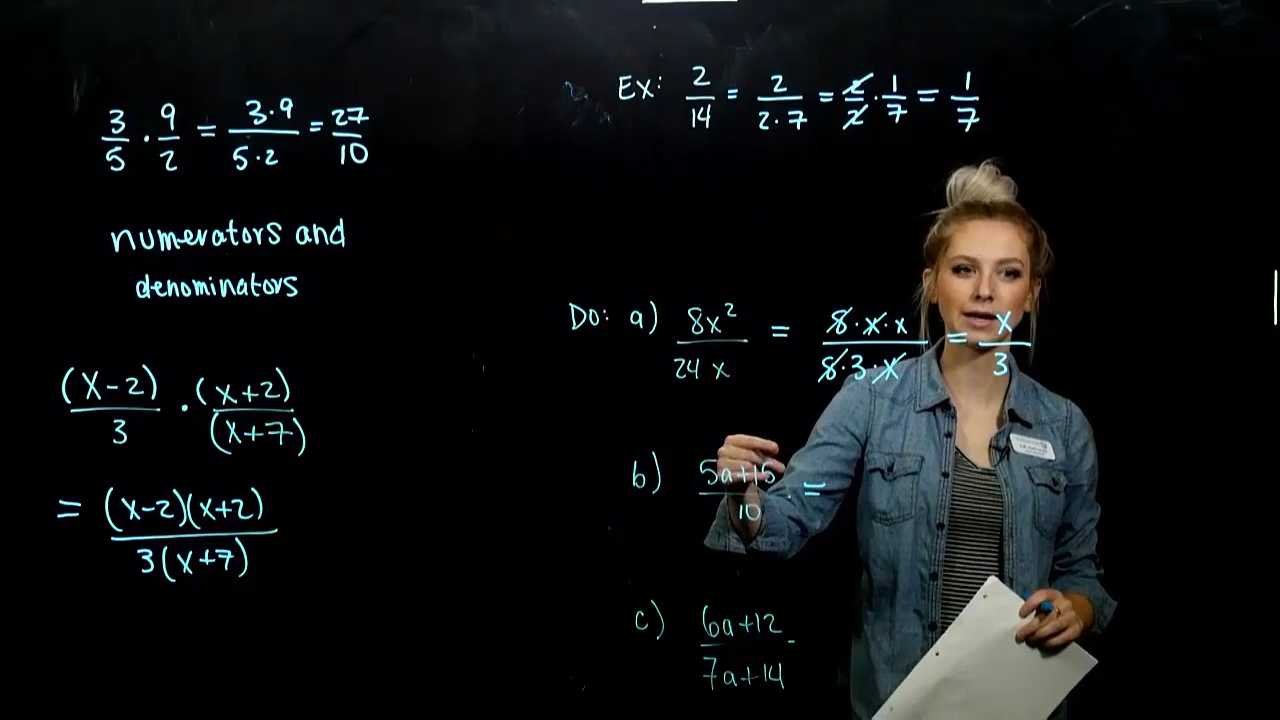 3/5 · 9/2 = 3·9/5·2 = 27/10
numerators and
denominators
(x-2)/3 · (x+2)/(x+7)
= (x-2)(x+2)/3(x+7)
Ex: 2/14 = 2/2·7 = 2/2 · 1/7 = 1/7
Do: a) 8x²/24x = 8·x·x/8·3·x = x/3
b) 5a+15/10 =
c) 6a+12/7a+14 -